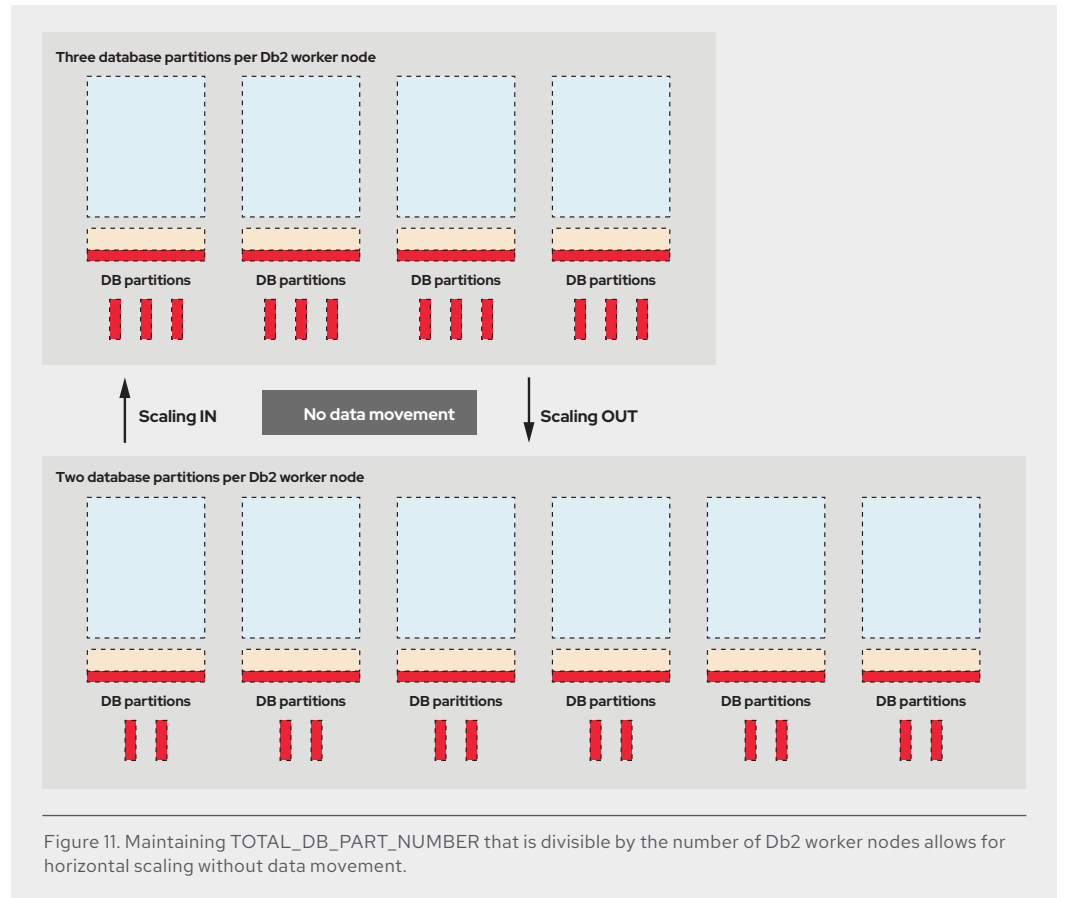 Three database partitions per Db2 worker node
DB partitions DB partitions DB partitions DB partitions
Scaling IN No data movement Scaling OUT
Two database partitions per Db2 worker node
DB partitions DB partitions DB parititions DB partitions DB partitions DB partitions
Figure 11. Maintaining TOTAL_DB_PART_NUMBER that is divisible by the number of Db2 worker nodes allows for
horizontal scaling without data movement.